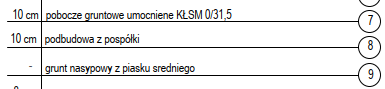 10 cm pobocze gruntowe umocnione KŁSM 0/31,5 7
10 cm podbudowa z pospółki 8
- grunt nasypowy z piasku sredniego 9